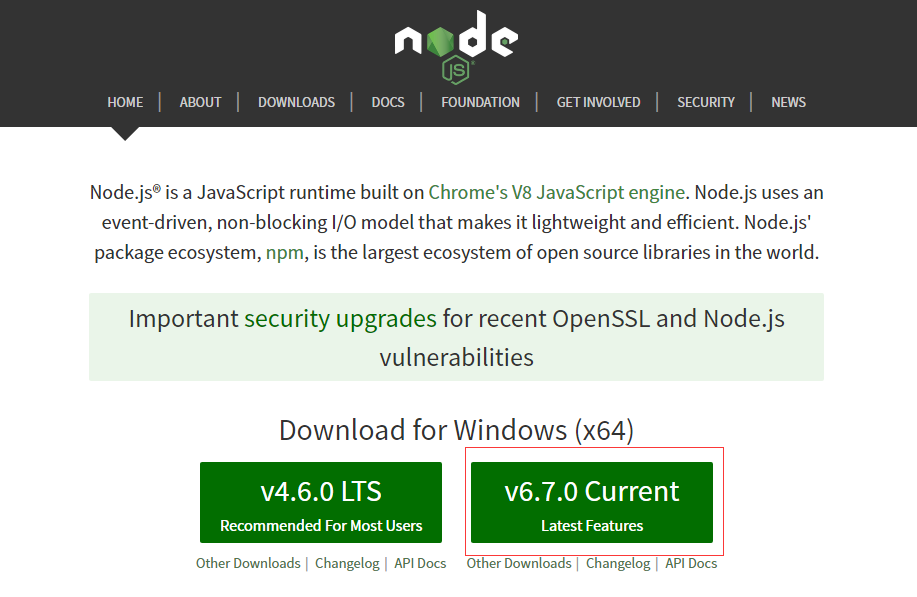 node
JS
HOME | ABOUT | DOWNLOADS | DOCS | FOUNDATION | GET INVOLVED | SECURITY | NEWS
Node.js® is a JavaScript runtime built on Chrome's V8 JavaScript engine. Node.js uses an
event-driven, non-blocking I/O model that makes it lightweight and efficient. Node.js'
package ecosystem, npm, is the largest ecosystem of open source libraries in the world.
Important security upgrades for recent OpenSSL and Node.js
vulnerabilities
Download for Windows (x64)
v4.6.0 LTS
Recommended For Most Users
v6.7.0 Current
Latest Features
Other Downloads | Changelog | API Docs
Other Downloads | Changelog | API Docs